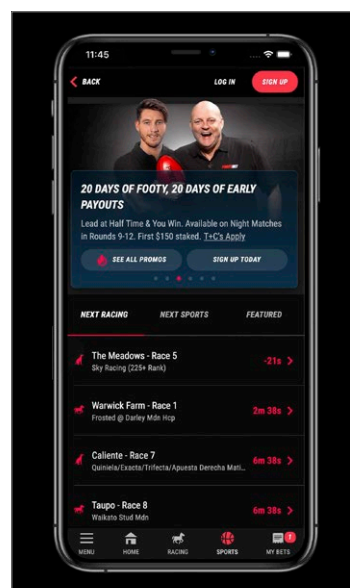 11:45
BACK
LOG IN
SIGN UP
20 DAYS OF FOOTY, 20 DAYS OF EARLY
PAYOUTS
Lead at Half Time & You Win. Available on Night Matches
in Rounds 9-12. First $150 staked. T+C's Apply
SEE ALL PROMOS
SIGN UP TODAY
NEXT RACING
NEXT SPORTS
FEATURED
The Meadows - Race 5
Sky Racing (225+ Rank)
-21s
Warwick Farm - Race 1
Frosted @ Darley Mdn Hcp
2m 38s
Caliente - Race 7
Quiniela/Exacta/Trifecta/Apuesta Derecha Mati...
6m 38s
Taupo - Race 8
Waikato Stud Mdn
6m 38s
MENU
HOME
RACING
SPORTS
MY BETS
1